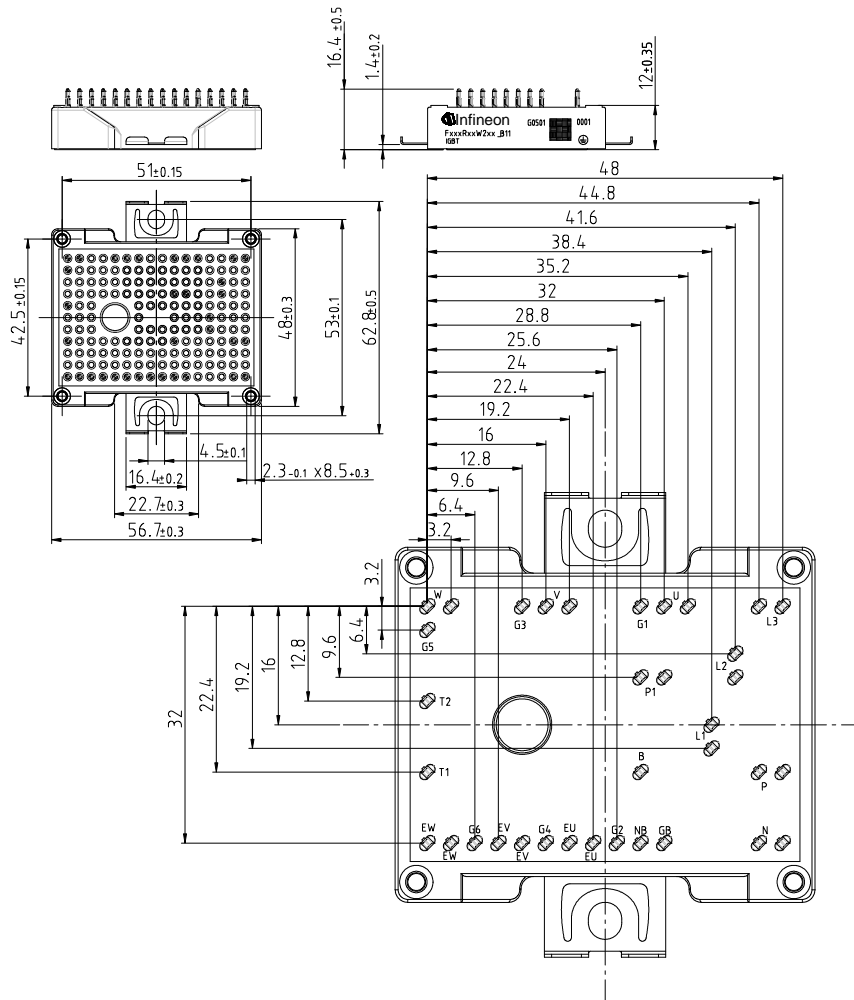 16.4 ±0.5
1.4±0.2
12±0.35
Infineon
G0501
0001
FxxxRxxW2xx_B11
IGBT
51±0.15
42.5 ±0.15
48±0.3
53±0.1
62.8±0.5
4.5±0.1
16.4±0.2
2.3-0.1 x8.5+0.3
22.7±0.3
56.7±0.3
48
44.8
41.6
38.4
35.2
32
28.8
25.6
24
22.4
19.2
16
12.8
9.6
6.4
3.2
3.2
6.4
9.6
12.8
16
19.2
22.4
32
W
V
U
G3
G1
L3
G5
L2
P1
T2
L1
T1
B
P
EW
G6
EV
G4
EU
G2
NB
GB
N
EW
EV
EU